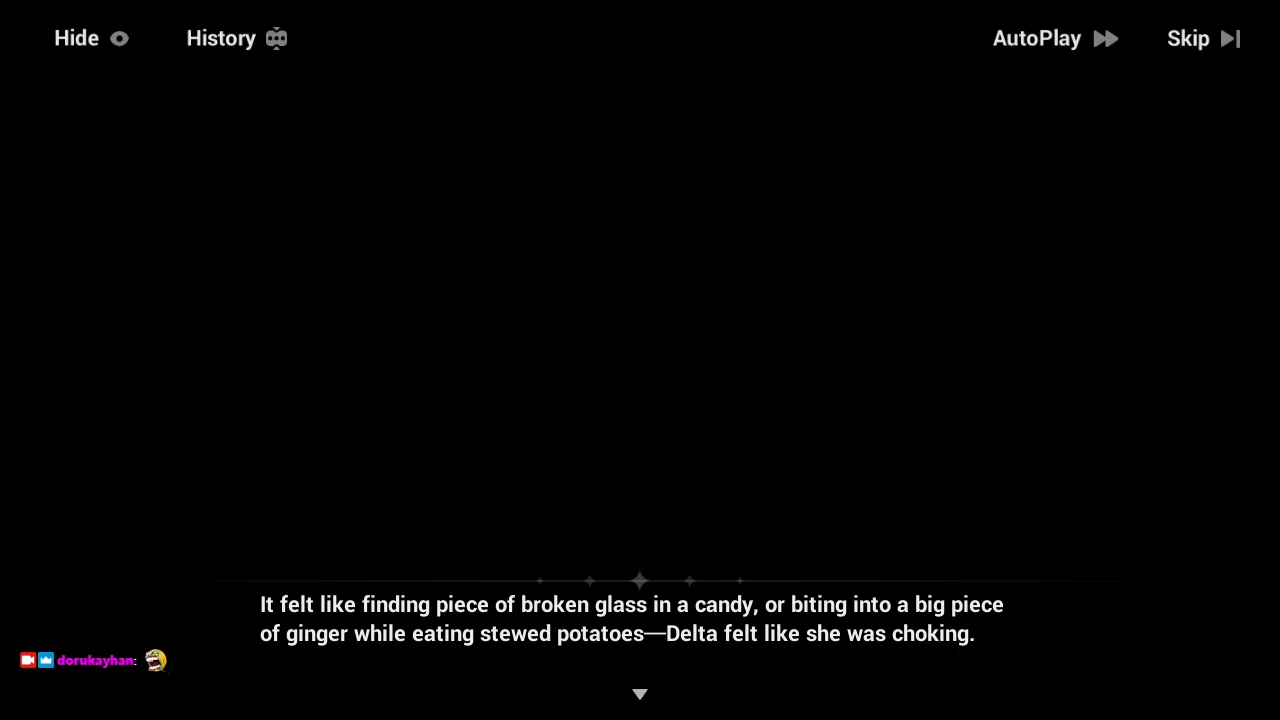 Hide
History
AutoPlay
Skip
It felt like finding piece of broken glass in a candy, or biting into a big piece
of ginger while eating stewed potatoes—Delta felt like she was choking.
dorukayhan: